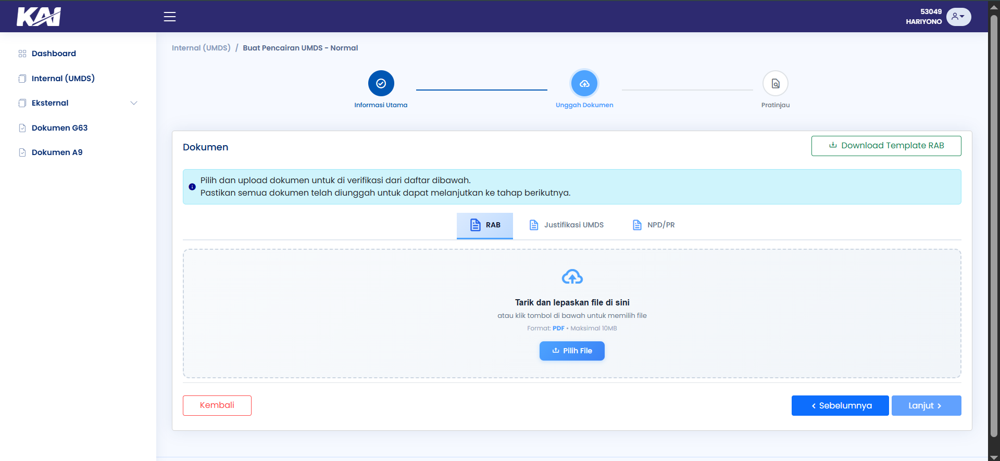 KAI
53049
HARIYONO
Dashboard
Internal (UMDS)
Eksternal
Dokumen G63
Dokumen A9
Internal (UMDS) / Buat Pencairan UMDS - Normal
Informasi Utama
Unggah Dokumen
Pratinjau
Dokumen
Download Template RAB
Pilih dan upload dokumen untuk di verifikasi dari daftar dibawah.
Pastikan semua dokumen telah diunggah untuk dapat melanjutkan ke tahap berikutnya.
RAB
Justifikasi UMDS
NPD/PR
Tarik dan lepaskan file di sini
atau klik tombol di bawah untuk memilih file
Format: PDF • Maksimal 10MB
Pilih File
Kembali
Sebelumnya
Lanjut